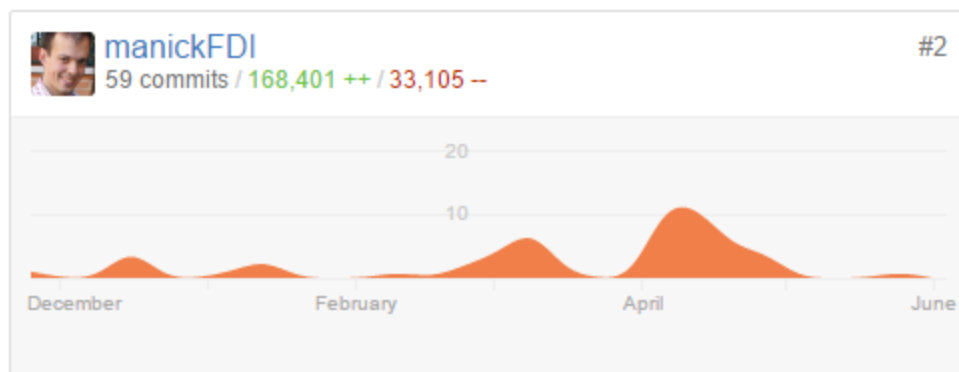 manickFDI
#2
59 commits / 168,401 ++ / 33,105 --
20
10
December February April June